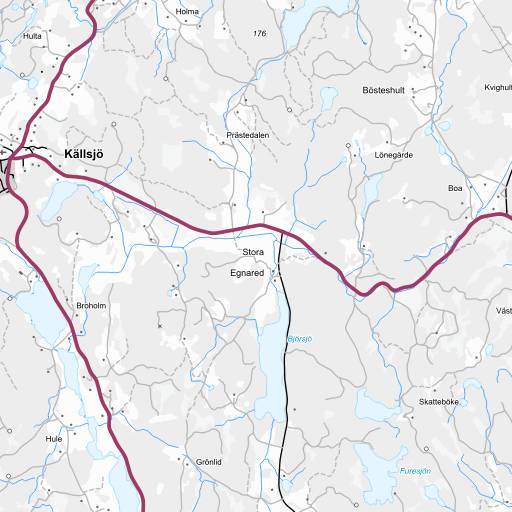 Holma
Hulta
176
Bösteshult
Kvighult
Prästedalen
Källsjö
Lönegärde
Boa
Stora
Egnared
Broholm
Väst
Björsjö
Skatteböke
Hule
Grönlid
Furesjön